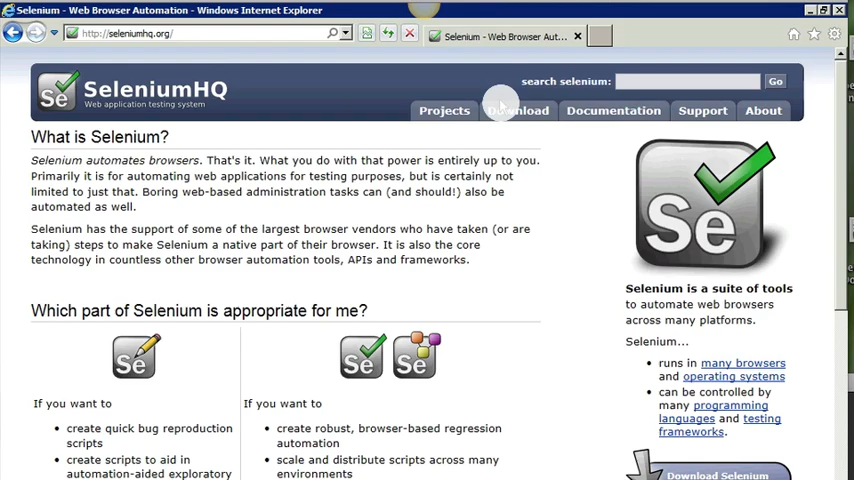 Selenium - Web Browser Automation - Windows Internet Explorer
http://seleniumhq.org/
Selenium - Web Browser Aut...
SeleniumHQ
Web application testing system
search selenium:
Go
Projects
Download
Documentation
Support
About
What is Selenium?
Selenium automates browsers. That's it. What you do with that power is entirely up to you.
Primarily it is for automating web applications for testing purposes, but is certainly not
limited to just that. Boring web-based administration tasks can (and should!) also be
automated as well.
Selenium has the support of some of the largest browser vendors who have taken (or are
taking) steps to make Selenium a native part of their browser. It is also the core
technology in countless other browser automation tools, APIs and frameworks.
Which part of Selenium is appropriate for me?
Se
Se
Se
If you want to
• create quick bug reproduction
scripts
• create scripts to aid in
automation-aided exploratory
If you want to
• create robust, browser-based regression
automation
• scale and distribute scripts across many
environments
Se
Se
Selenium is a suite of tools
to automate web browsers
across many platforms.
Selenium...
• runs in many browsers
and operating systems
• can be controlled by
many programming
languages and testing
frameworks.
Download Selenium